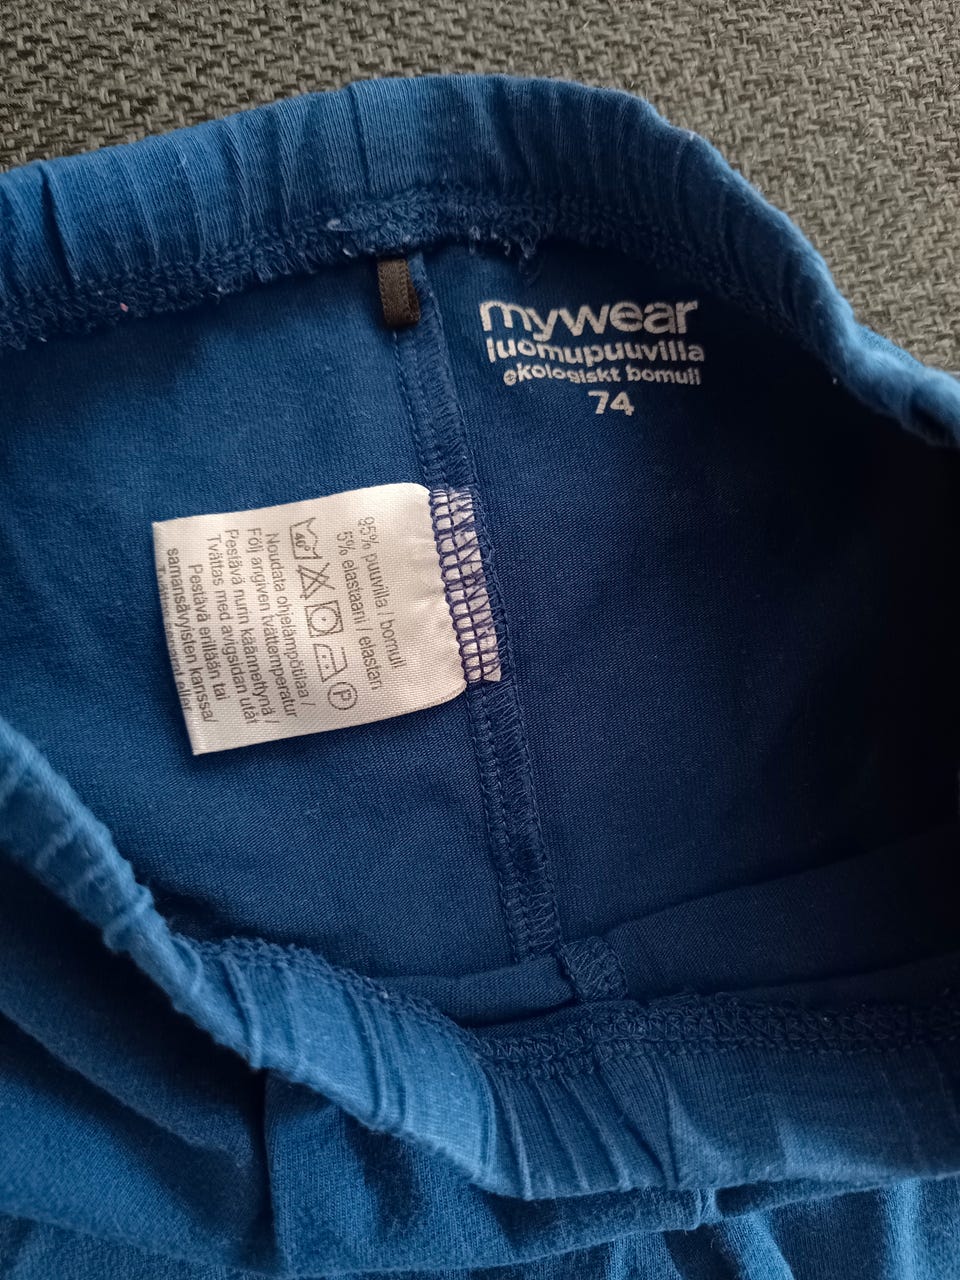 mywear
luomupuuvilla
ekologiskt bomull
74
95% puuvilla / bomull
5% elastaani / elastan
40° P
Noudata ohjelämpötilaa /
Följ angiven tvättemperatur
Pestävä nurin käännettynä /
Tvättas med avigsidan utåt
Pestävä erillään tai
samansävyisten kanssa/